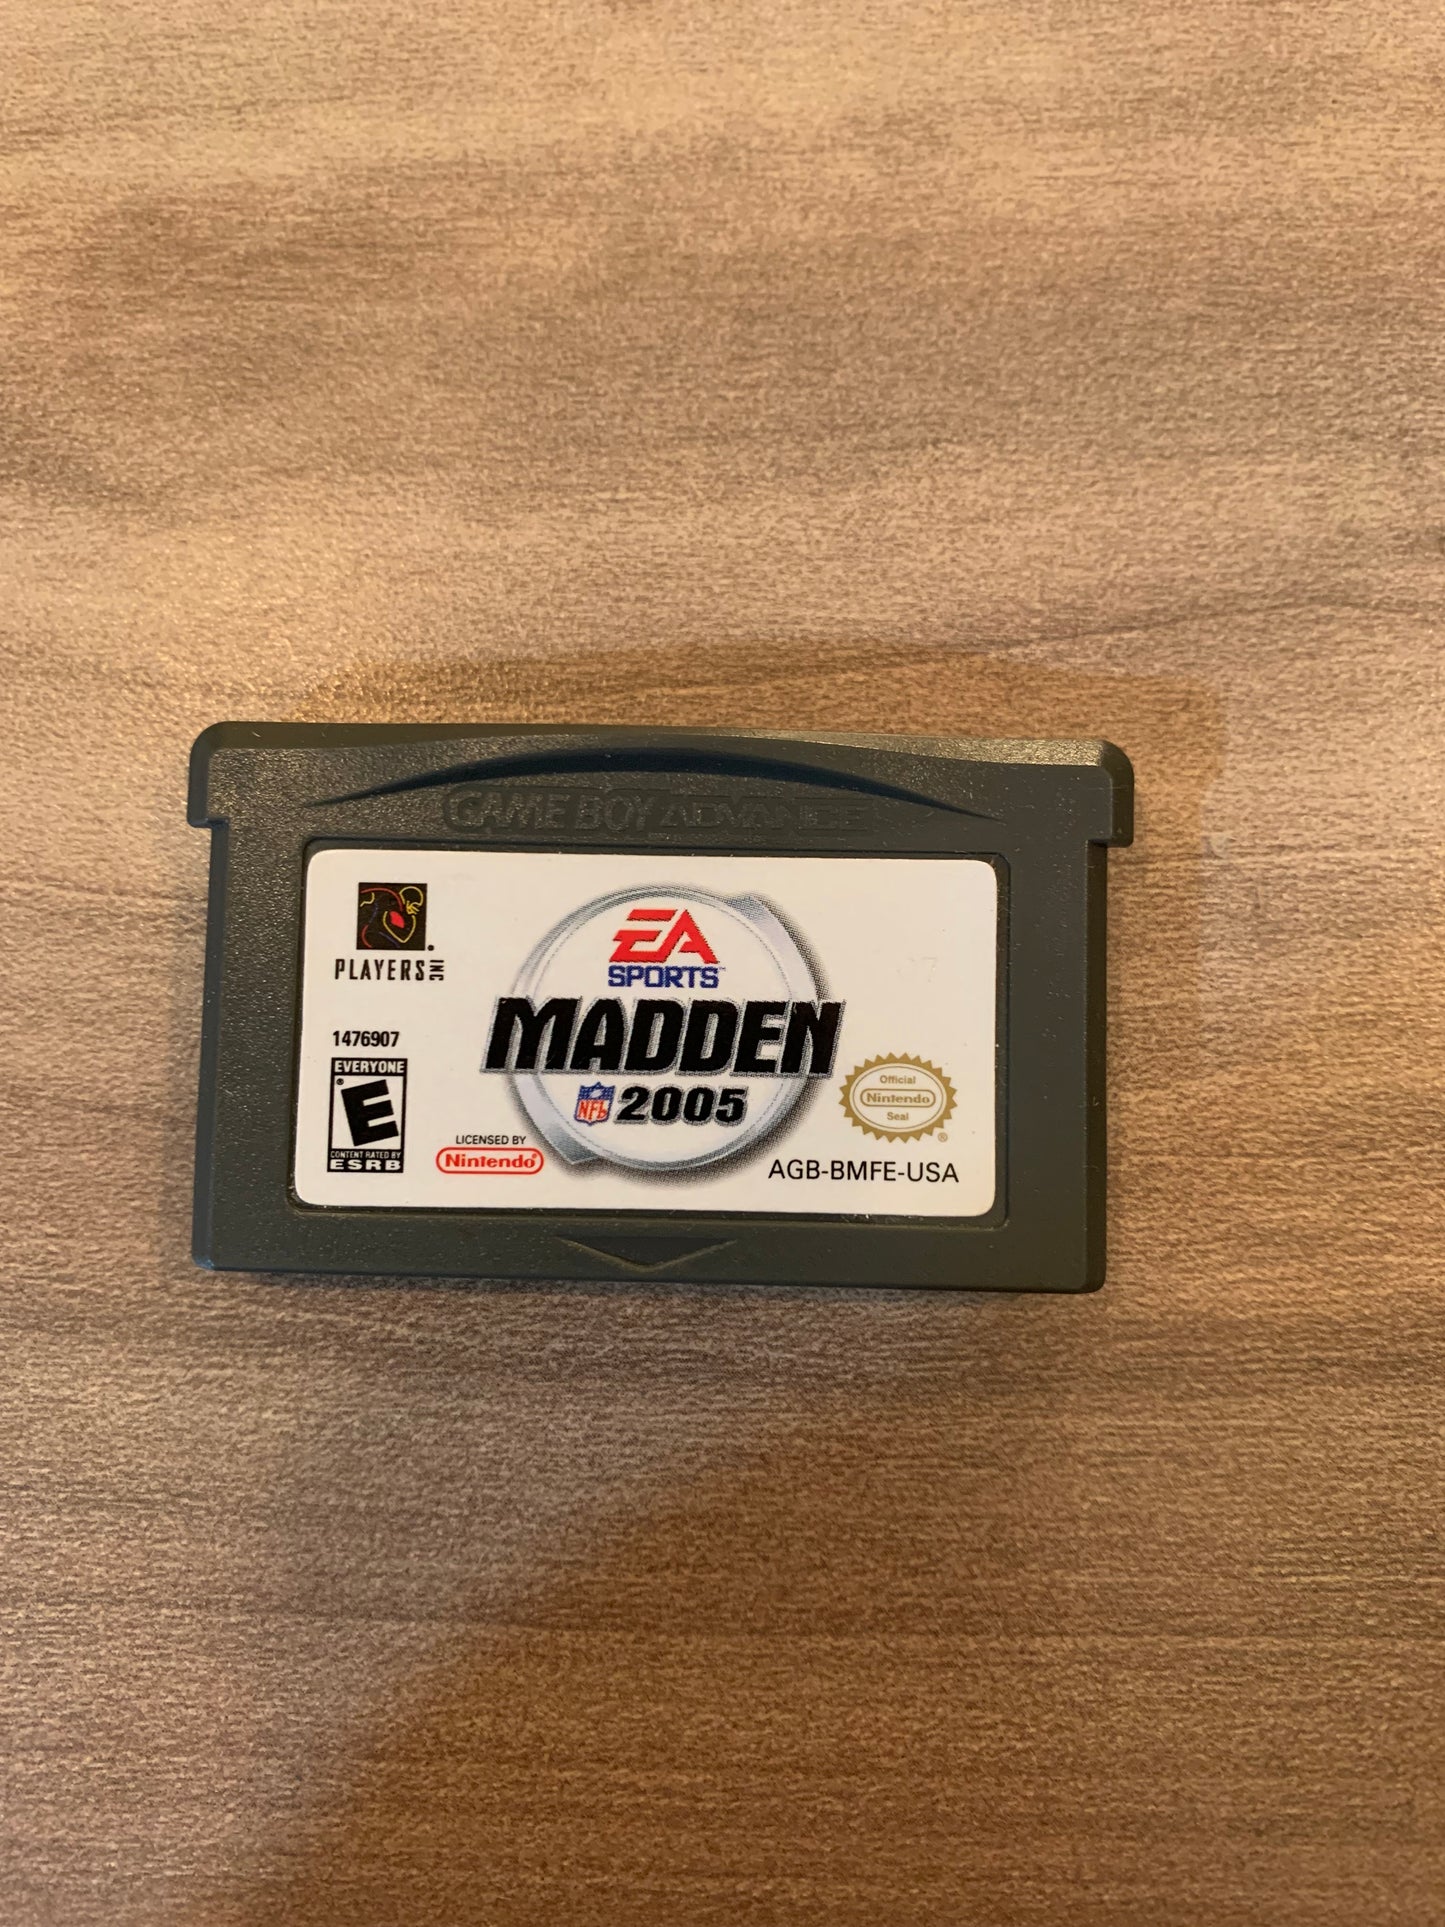 GAME BOY ADVANCE
PLAYERS INC
EA
SPORTS™
MADDEN
NFL 2005
1476907
EVERYONE
E
CONTENT RATED BY
ESRB
LICENSED BY
Nintendo®
Official
Nintendo
Seal
®
AGB-BMFE-USA